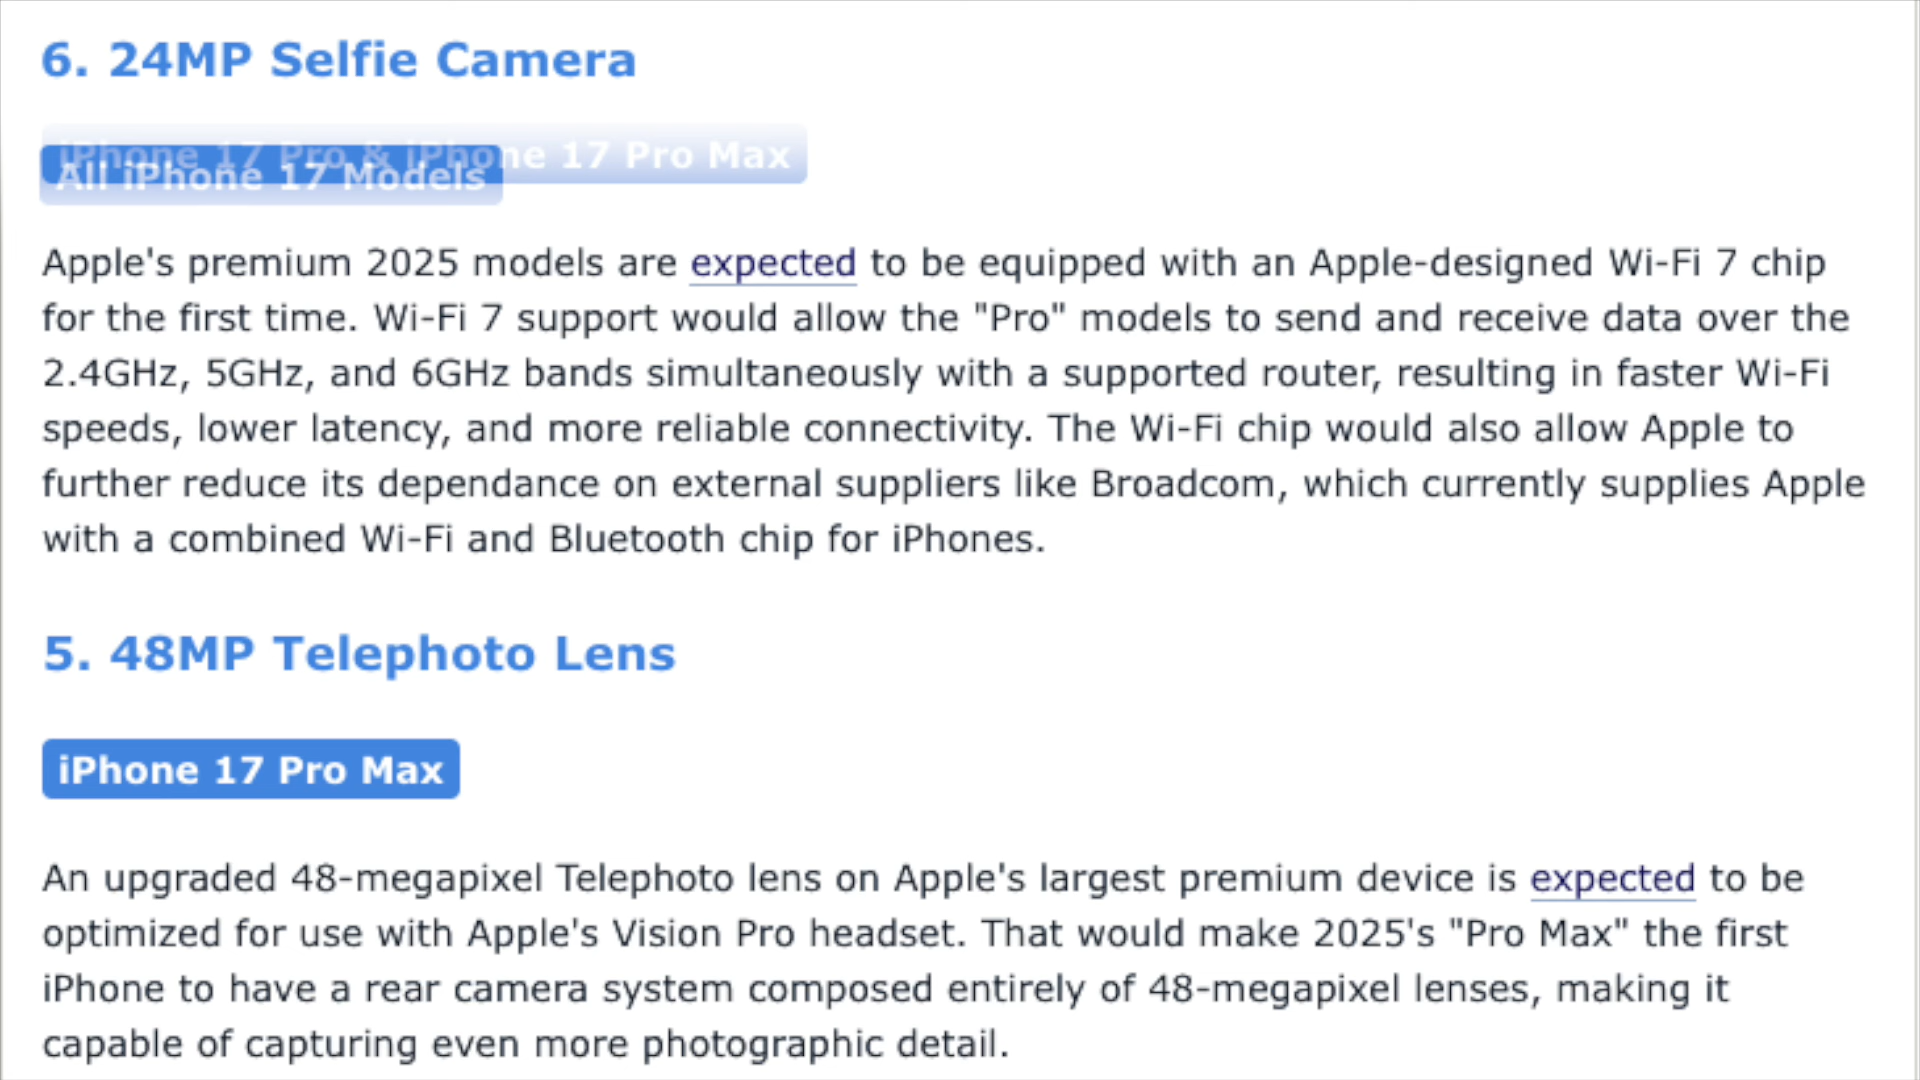 6. 24MP Selfie Camera
iPhone 17 Pro & iPhone 17 Pro Max
All iPhone 17 Models
Apple's premium 2025 models are expected to be equipped with an Apple-designed Wi-Fi 7 chip
for the first time. Wi-Fi 7 support would allow the "Pro" models to send and receive data over the
2.4GHz, 5GHz, and 6GHz bands simultaneously with a supported router, resulting in faster Wi-Fi
speeds, lower latency, and more reliable connectivity. The Wi-Fi chip would also allow Apple to
further reduce its dependance on external suppliers like Broadcom, which currently supplies Apple
with a combined Wi-Fi and Bluetooth chip for iPhones.
5. 48MP Telephoto Lens
iPhone 17 Pro Max
An upgraded 48-megapixel Telephoto lens on Apple's largest premium device is expected to be
optimized for use with Apple's Vision Pro headset. That would make 2025's "Pro Max" the first
iPhone to have a rear camera system composed entirely of 48-megapixel lenses, making it
capable of capturing even more photographic detail.